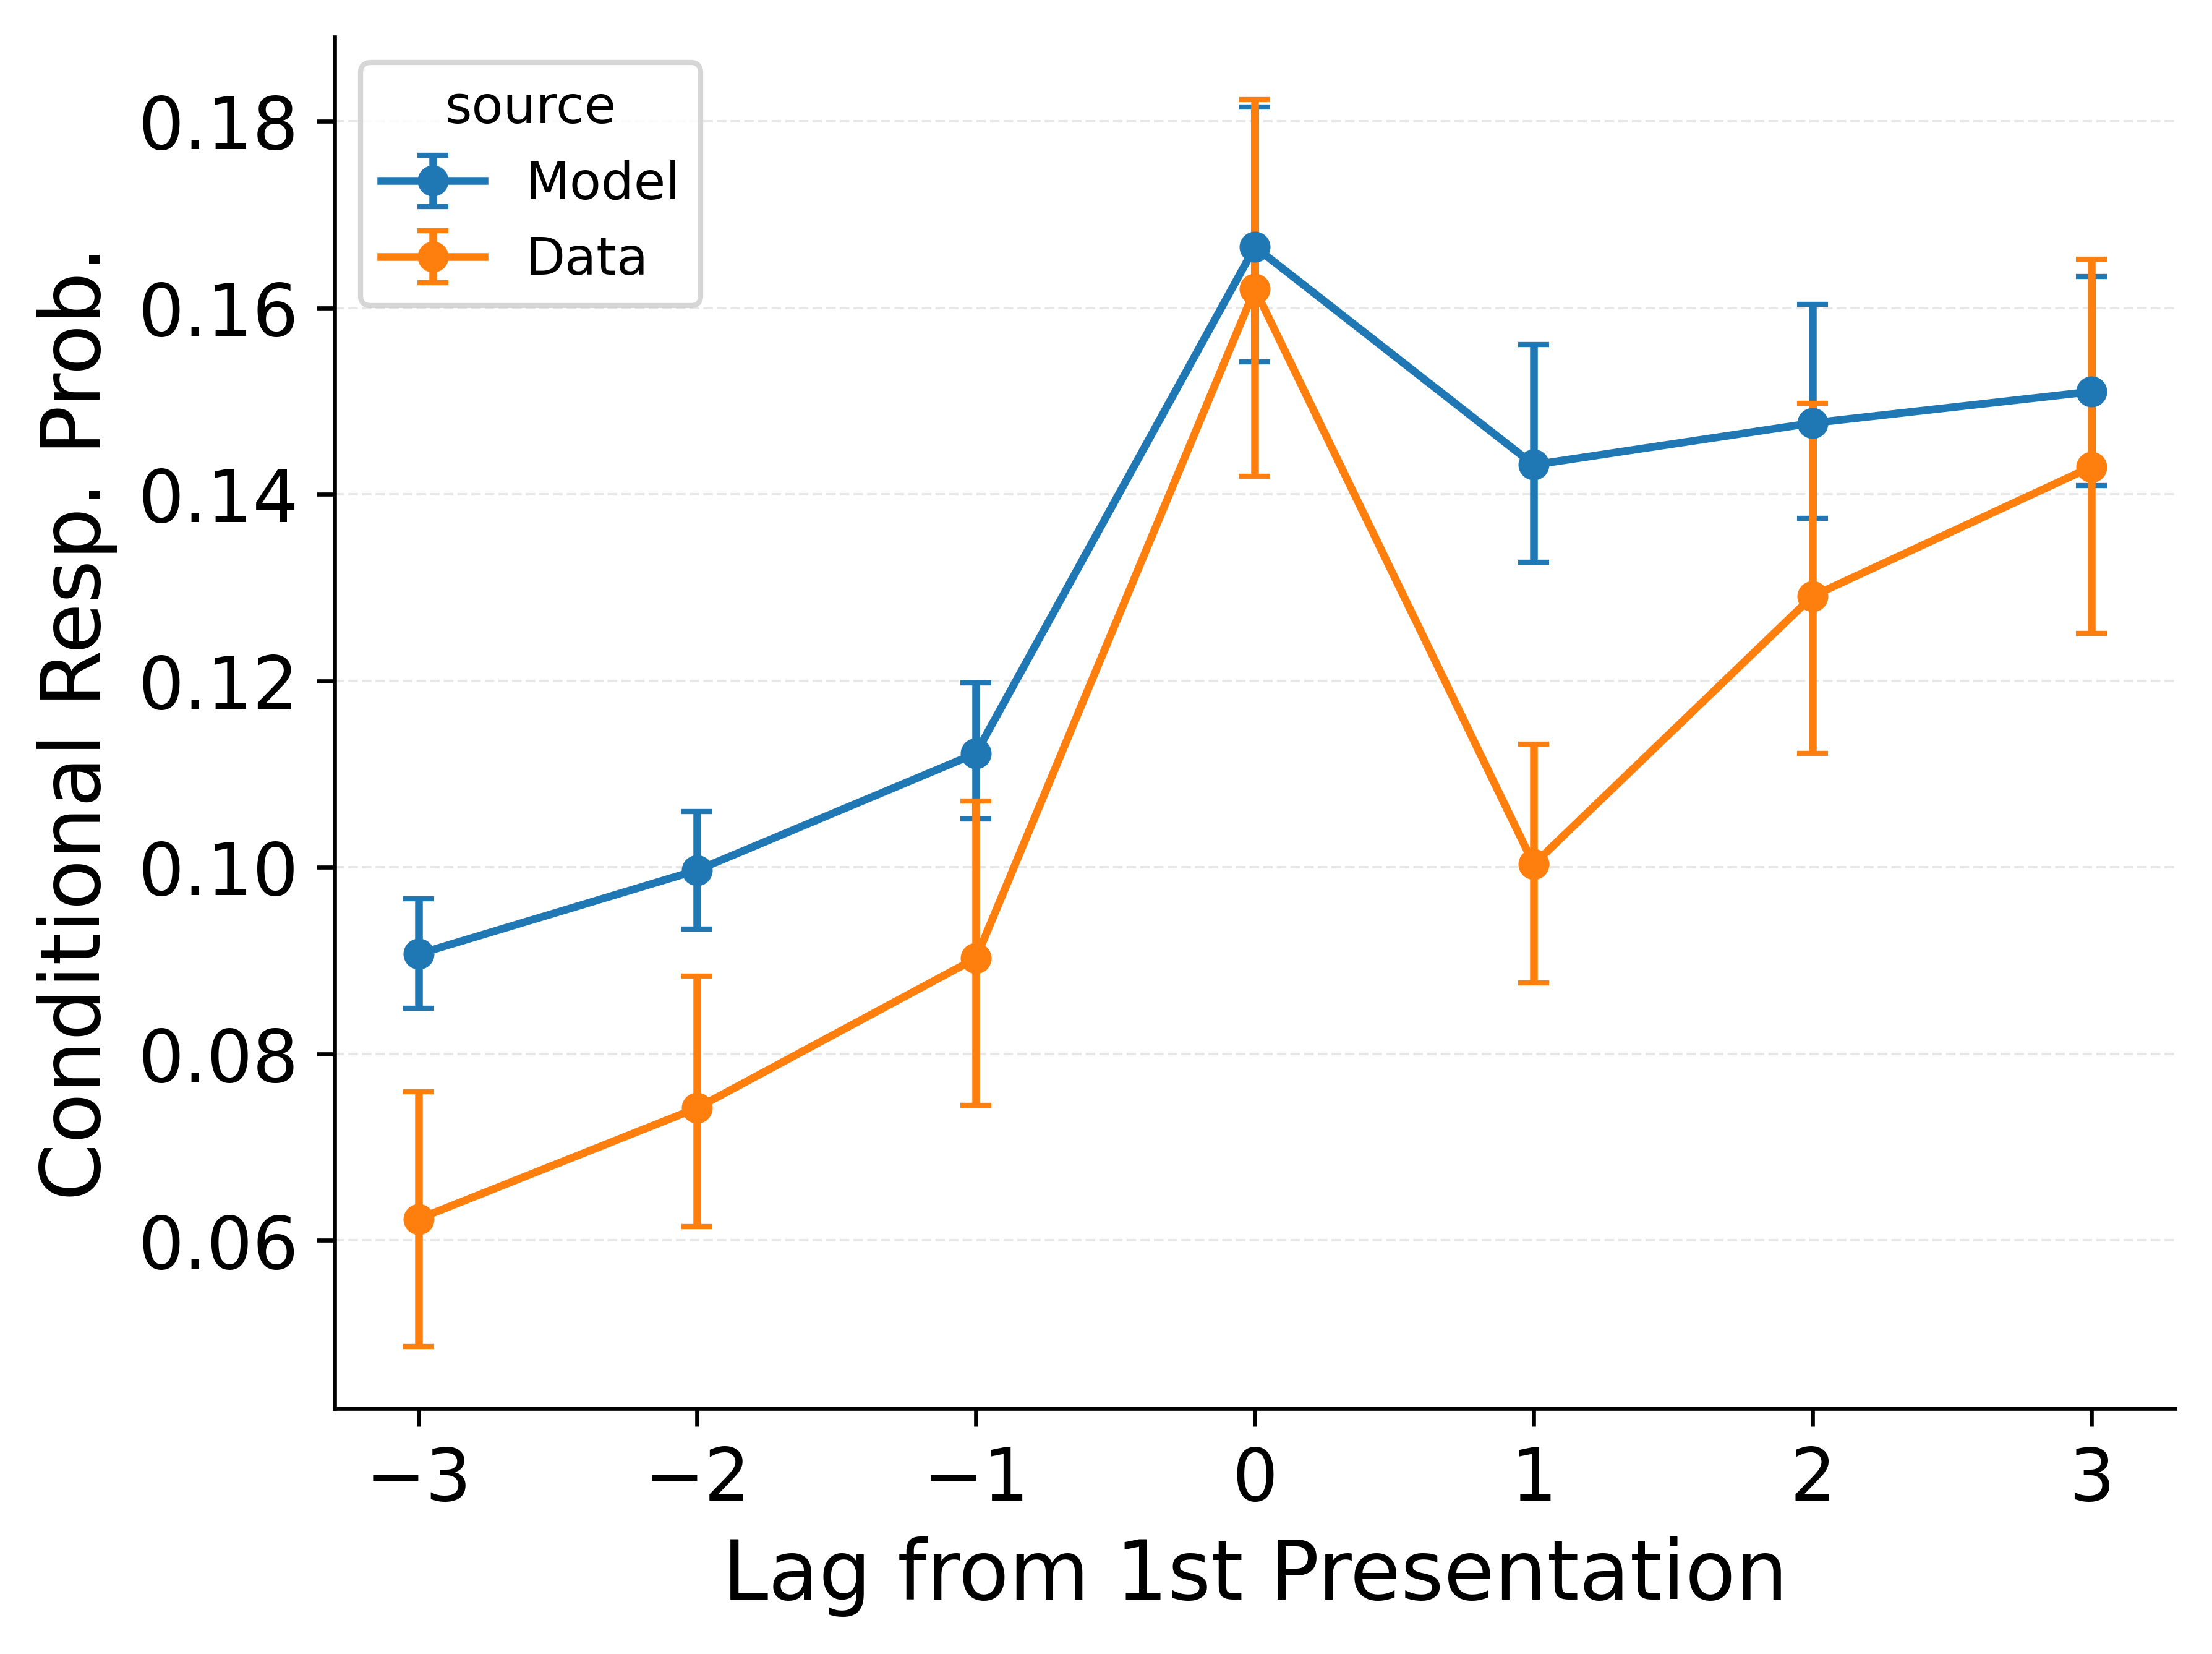 source
Model
Data
Conditional Resp. Prob.
0.18
0.16
0.14
0.12
0.10
0.08
0.06
−3 −2 −1 0 1 2 3
Lag from 1st Presentation